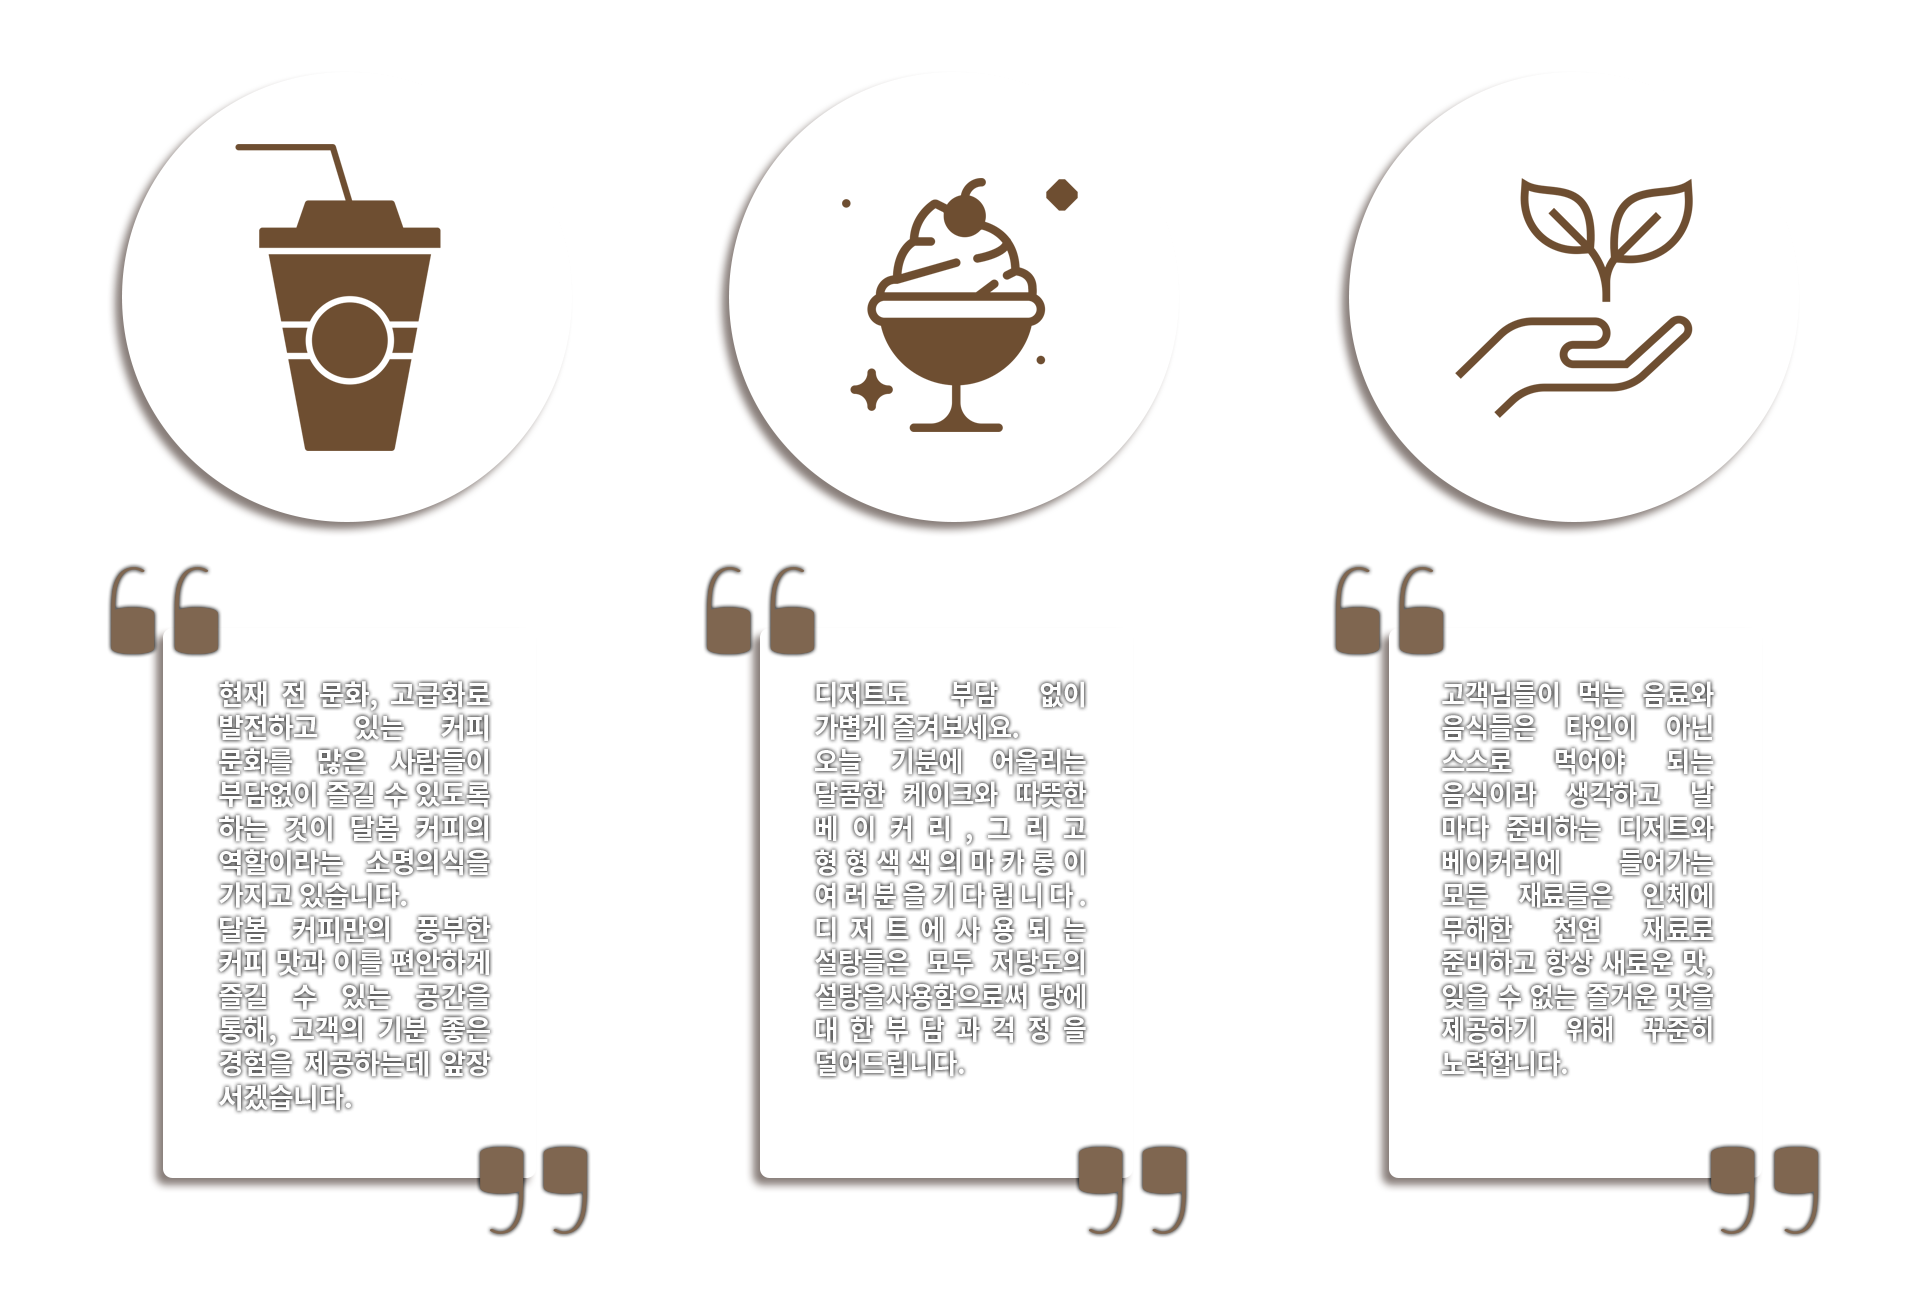 현재 전 문화, 고급화로
발전하고 있는 커피
문화를 많은 사람들이
부담없이 즐길 수 있도록
하는 것이 달봄 커피의
역할이라는 소명의식을
가지고 있습니다.
달봄 커피만의 풍부한
커피 맛과 이를 편안하게
즐길 수 있는 공간을
통해, 고객의 기분 좋은
경험을 제공하는데 앞장
서겠습니다.
디저트도 부담 없이
가볍게 즐겨보세요.
오늘 기분에 어울리는
달콤한 케이크와 따뜻한
베이커리,그리고
형형색색의마카롱이
여러분을기다립니다.
디저트에사용되는
설탕들은 모두 저당도의
설탕을사용함으로써 당에
대한부담과걱정을
덜어드립니다.
고객님들이 먹는 음료와
음식들은 타인이 아닌
스스로 먹어야 되는
음식이라 생각하고 날
마다 준비하는 디저트와
베이커리에 들어가는
모든 재료들은 인체에
무해한 천연 재료로
준비하고 항상 새로운 맛,
잊을 수 없는 즐거운 맛을
제공하기 위해 꾸준히
노력합니다.